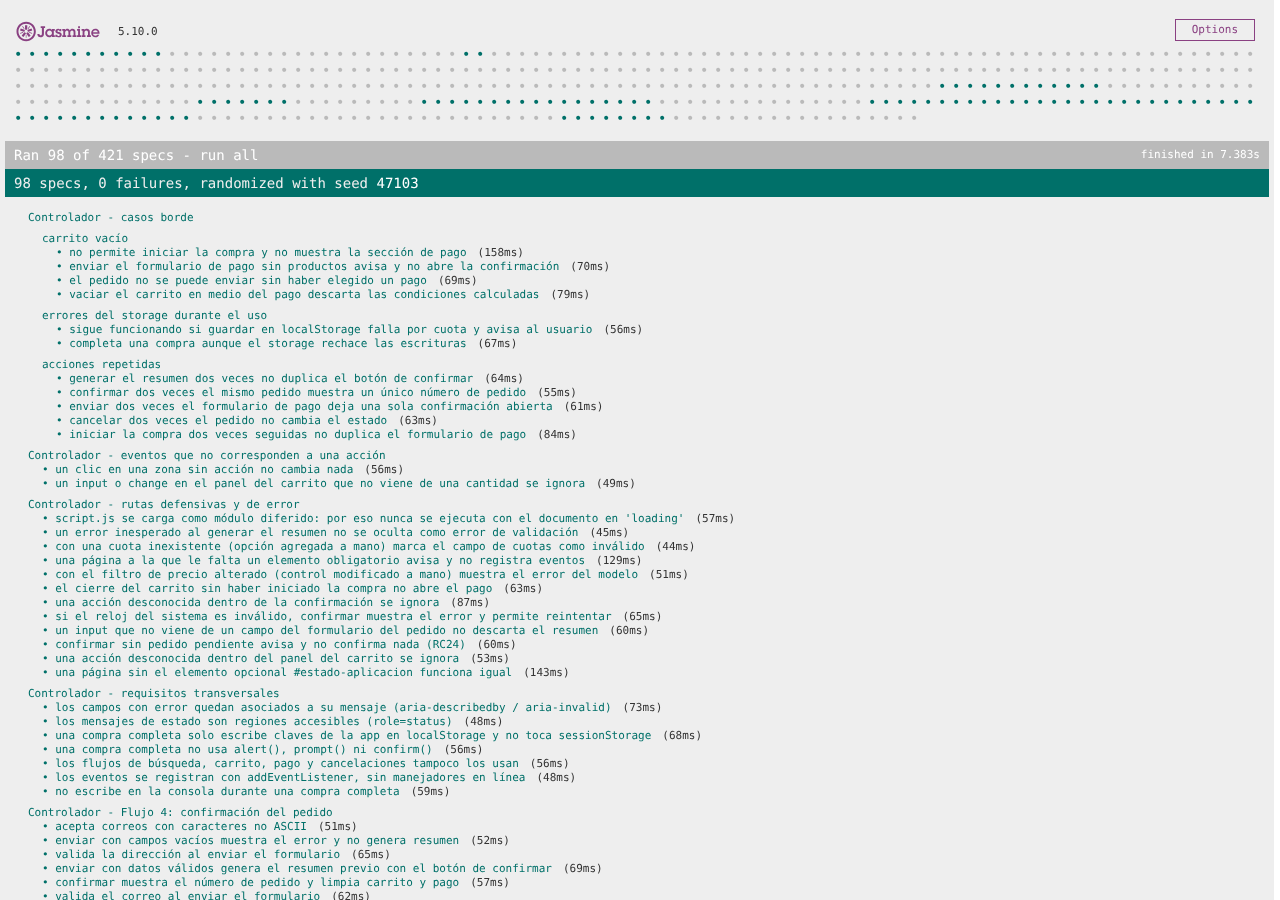 Jasmine 5.10.0 Options
Ran 98 of 421 specs - run all finished in 7.383s
98 specs, 0 failures, randomized with seed 47103
Controlador - casos borde
carrito vacío
• no permite iniciar la compra y no muestra la sección de pago (158ms)
• enviar el formulario de pago sin productos avisa y no abre la confirmación (70ms)
• el pedido no se puede enviar sin haber elegido un pago (69ms)
• vaciar el carrito en medio del pago descarta las condiciones calculadas (79ms)
errores del storage durante el uso
• sigue funcionando si guardar en localStorage falla por cuota y avisa al usuario (56ms)
• completa una compra aunque el storage rechace las escrituras (67ms)
acciones repetidas
• generar el resumen dos veces no duplica el botón de confirmar (64ms)
• confirmar dos veces el mismo pedido muestra un único número de pedido (55ms)
• enviar dos veces el formulario de pago deja una sola confirmación abierta (61ms)
• cancelar dos veces el pedido no cambia el estado (63ms)
• iniciar la compra dos veces seguidas no duplica el formulario de pago (84ms)
Controlador - eventos que no corresponden a una acción
• un clic en una zona sin acción no cambia nada (56ms)
• un input o change en el panel del carrito que no viene de una cantidad se ignora (49ms)
Controlador - rutas defensivas y de error
• script.js se carga como módulo diferido: por eso nunca se ejecuta con el documento en 'loading' (57ms)
• un error inesperado al generar el resumen no se oculta como error de validación (45ms)
• con una cuota inexistente (opción agregada a mano) marca el campo de cuotas como inválido (44ms)
• una página a la que le falta un elemento obligatorio avisa y no registra eventos (129ms)
• con el filtro de precio alterado (control modificado a mano) muestra el error del modelo (51ms)
• el cierre del carrito sin haber iniciado la compra no abre el pago (63ms)
• una acción desconocida dentro de la confirmación se ignora (87ms)
• si el reloj del sistema es inválido, confirmar muestra el error y permite reintentar (65ms)
• un input que no viene de un campo del formulario del pedido no descarta el resumen (60ms)
• confirmar sin pedido pendiente avisa y no confirma nada (RC24) (60ms)
• una acción desconocida dentro del panel del carrito se ignora (53ms)
• una página sin el elemento opcional #estado-aplicacion funciona igual (143ms)
Controlador - requisitos transversales
• los campos con error quedan asociados a su mensaje (aria-describedby / aria-invalid) (73ms)
• los mensajes de estado son regiones accesibles (role=status) (48ms)
• una compra completa solo escribe claves de la app en localStorage y no toca sessionStorage (68ms)
• una compra completa no usa alert(), prompt() ni confirm() (56ms)
• los flujos de búsqueda, carrito, pago y cancelaciones tampoco los usan (56ms)
• los eventos se registran con addEventListener, sin manejadores en línea (48ms)
• no escribe en la consola durante una compra completa (59ms)
Controlador - Flujo 4: confirmación del pedido
• acepta correos con caracteres no ASCII (51ms)
• enviar con campos vacíos muestra el error y no genera resumen (52ms)
• valida la dirección al enviar el formulario (65ms)
• enviar con datos válidos genera el resumen previo con el botón de confirmar (69ms)
• confirmar muestra el número de pedido y limpia carrito y pago (57ms)
• valida el correo al enviar el formulario (62ms)